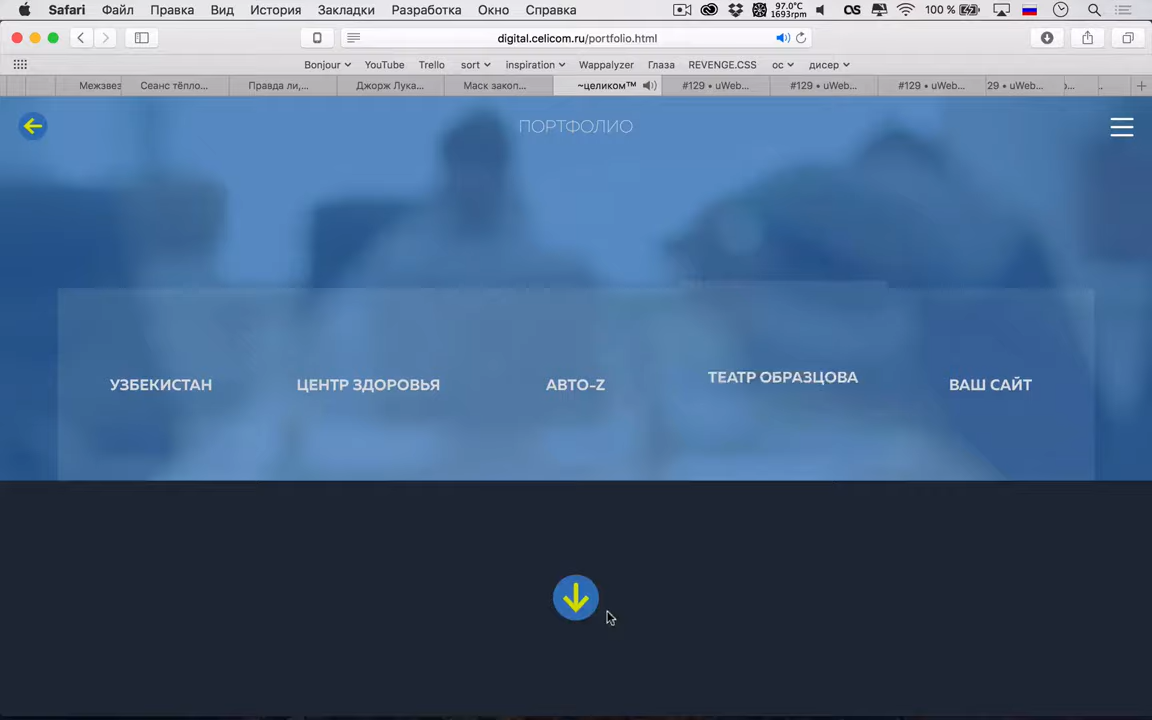 Safari Файл Правка Вид История Закладки Разработка Окно Справка 97.0°C 1693rpm 100 %
digital.celicom.ru/portfolio.html
Bonjour YouTube Trello sort inspiration Wappalyzer Глаза REVENGE.CSS ос дисер
Межзвез Сеанс тёпло... Правда ли,... Джорж Лука... Маск закоп... ~целиком™ #129 • uWeb... #129 • uWeb... #129 • uWeb... 29 • uWeb...
ПОРТФОЛИО
УЗБЕКИСТАН ЦЕНТР ЗДОРОВЬЯ АВТО-Z ТЕАТР ОБРАЗЦОВА ВАШ САЙТ